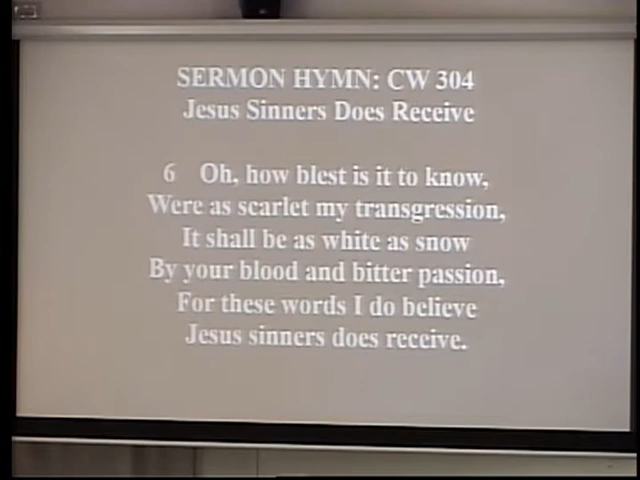 SERMON HYMN: CW 304
Jesus Sinners Does Receive
6 Oh, how blest is it to know,
Were as scarlet my transgression,
It shall be as white as snow
By your blood and bitter passion,
For these words I do believe
Jesus sinners does receive.